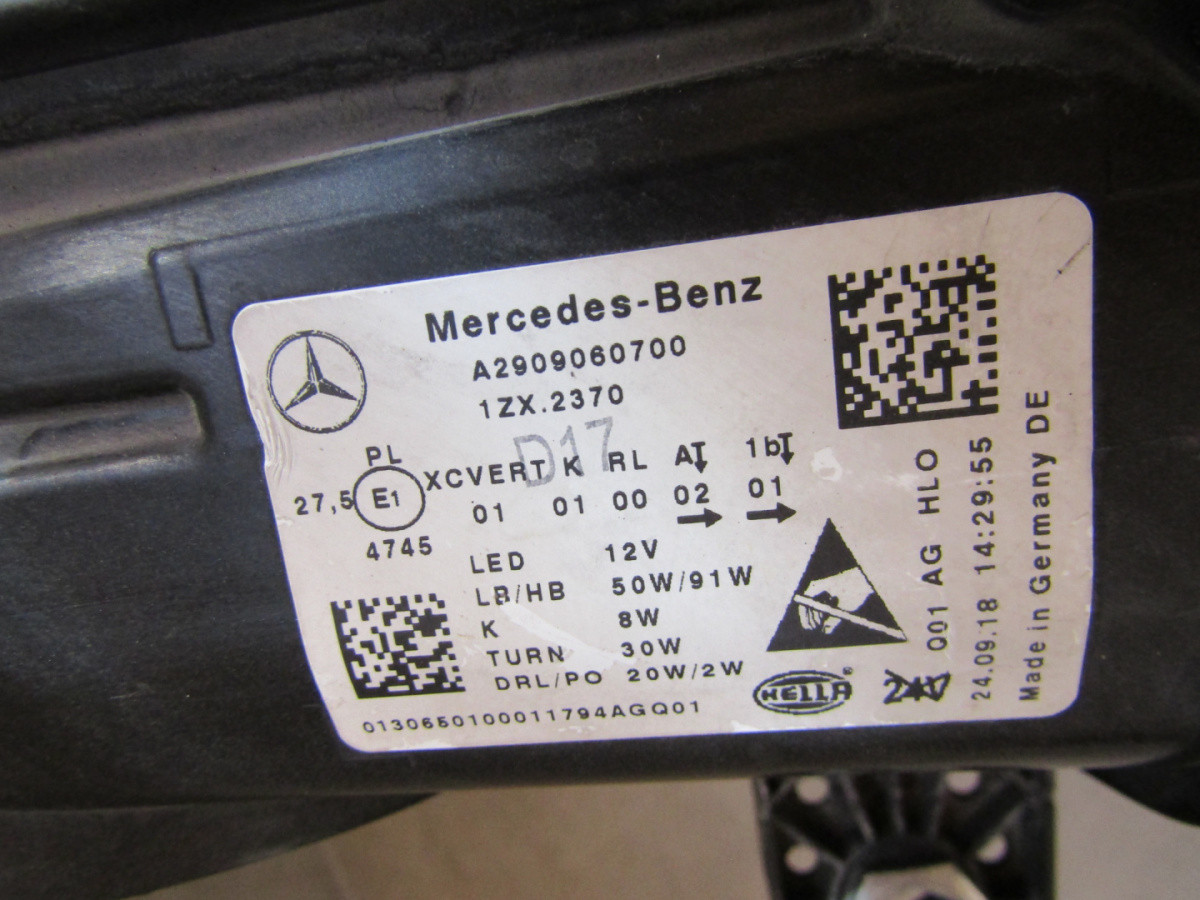 Mercedes-Benz
A2909060700
1ZX.2370
D17
PL
27,5 E1 XCVERT K RL A 1b
01 01 00 02 01
4745
LED 12V
LB/HB 50W/91W
K 8W
TURN 30W
DRL/PO 20W/2W
HELLA ®
0130650100011794AGQ01
001 AG HLO
24.09.18 14:29:55
Made in Germany DE